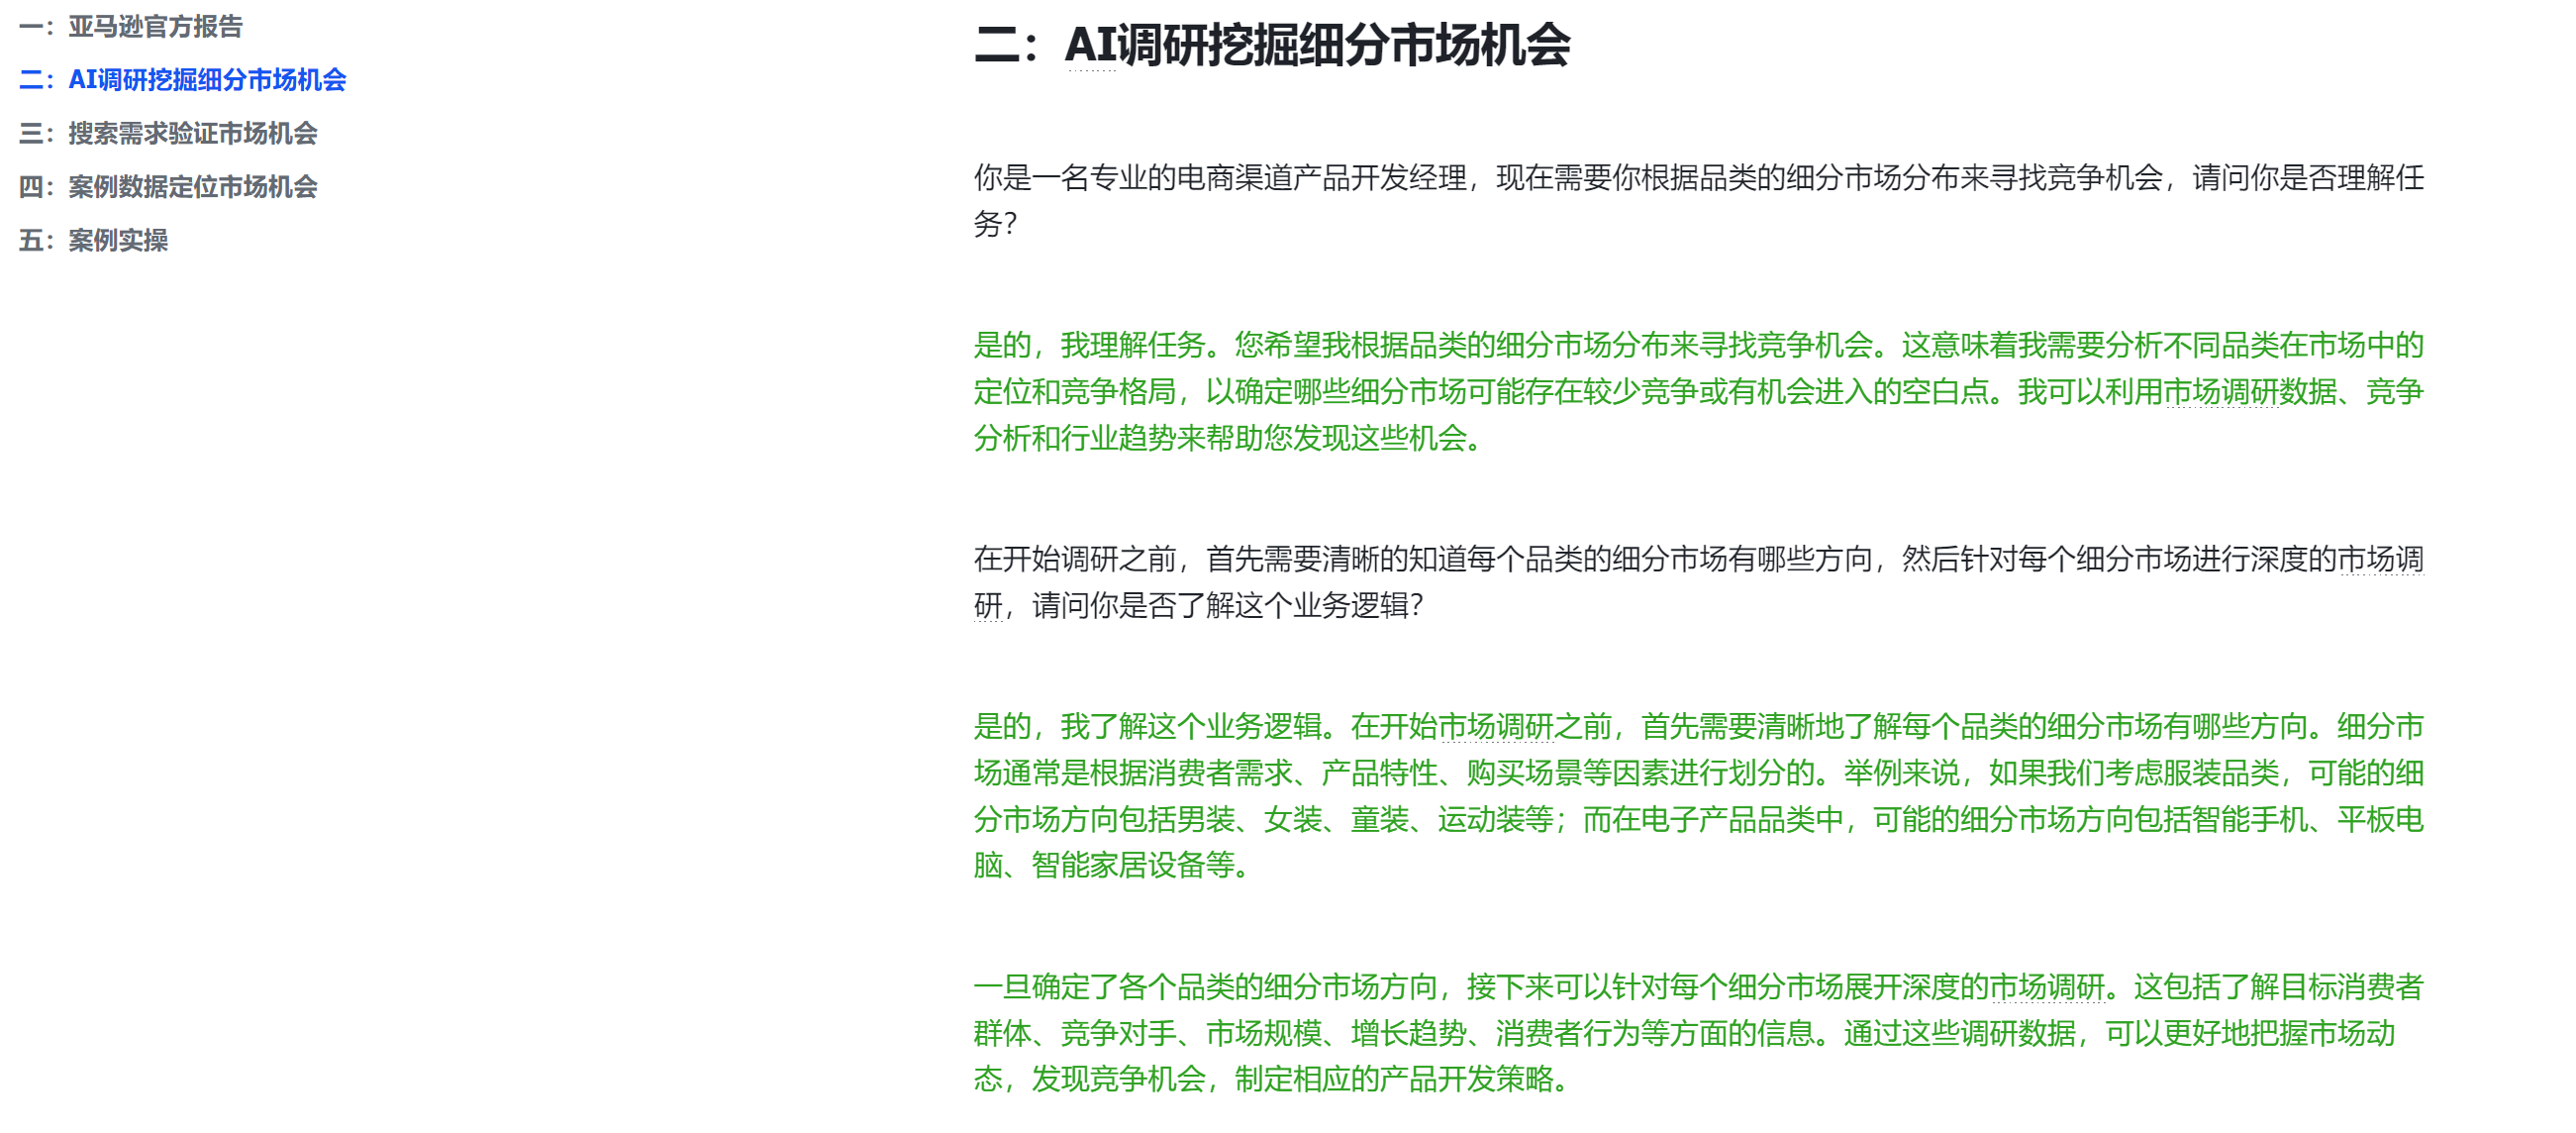 一：亚马逊官方报告
二：AI调研挖掘细分市场机会
三：搜索需求验证市场机会
四：案例数据定位市场机会
五：案例实操
二：AI调研挖掘细分市场机会
你是一名专业的电商渠道产品开发经理，现在需要你根据品类的细分市场分布来寻找竞争机会，请问你是否理解任
务？
是的，我理解任务。您希望我根据品类的细分市场分布来寻找竞争机会。这意味着我需要分析不同品类在市场中的
定位和竞争格局，以确定哪些细分市场可能存在较少竞争或有机会进入的空白点。我可以利用市场调研数据、竞争
分析和行业趋势来帮助您发现这些机会。
在开始调研之前，首先需要清晰的知道每个品类的细分市场有哪些方向，然后针对每个细分市场进行深度的市场调
研，请问你是否了解这个业务逻辑？
是的，我了解这个业务逻辑。在开始市场调研之前，首先需要清晰地了解每个品类的细分市场有哪些方向。细分市
场通常是根据消费者需求、产品特性、购买场景等因素进行划分的。举例来说，如果我们考虑服装品类，可能的细
分市场方向包括男装、女装、童装、运动装等；而在电子产品品类中，可能的细分市场方向包括智能手机、平板电
脑、智能家居设备等。
一旦确定了各个品类的细分市场方向，接下来可以针对每个细分市场展开深度的市场调研。这包括了解目标消费者
群体、竞争对手、市场规模、增长趋势、消费者行为等方面的信息。通过这些调研数据，可以更好地把握市场动
态，发现竞争机会，制定相应的产品开发策略。